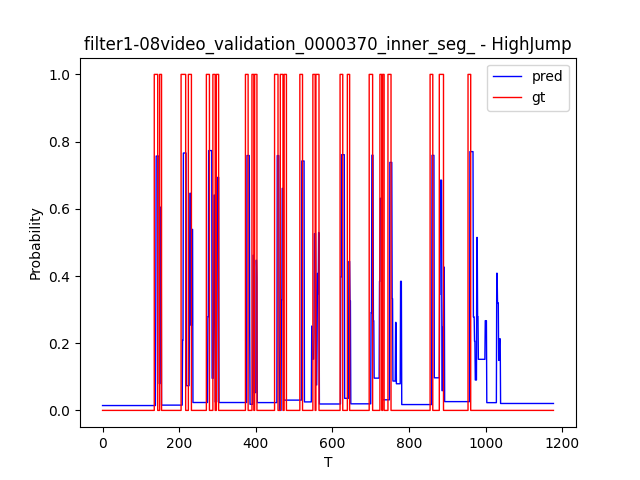 filter1-08video_validation_0000370_inner_seg_ - HighJump
pred
gt
Probability
1.0
0.8
0.6
0.4
0.2
0.0
0 200 400 600 800 1000 1200
T